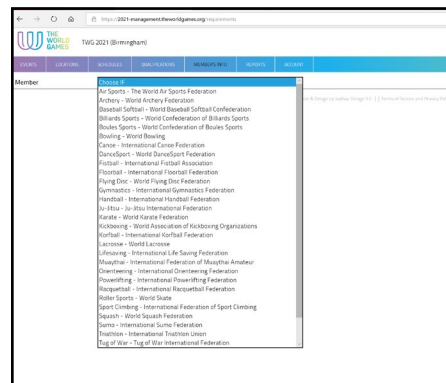 https://2021-management.theworldgames.org/requirements
THE
WORLD
GAMES
TWG 2021 (Birmingham)
EVENTS LOCATIONS SCHEDULES QUALIFICATIONS MEMBERS INFO REPORTS ACCOUNT
Member
Choose IF
Air Sports - The World Air Sports Federation
Archery - World Archery Federation
Baseball Softball - World Baseball Softball Confederation
Billiards Sports - World Confederation of Billiards Sports
Boules Sports - World Confederation of Boules Sports
Bowling - World Bowling
Canoe - International Canoe Federation
DanceSport - World DanceSport Federation
Fistball - International Fistball Association
Floorball - International Floorball Federation
Flying Disc - World Flying Disc Federation
Gymnastics - International Gymnastics Federation
Handball - International Handball Federation
Ju-Jitsu - Ju-Jitsu International Federation
Karate - World Karate Federation
Kickboxing - World Association of Kickboxing Organizations
Korfball - International Korfball Federation
Lacrosse - World Lacrosse
Lifesaving - International Life Saving Federation
Muaythai - International Federation of Muaythai Amateur
Orienteering - International Orienteering Federation
Powerlifting - International Powerlifting Federation
Racquetball - International Racquetball Federation
Roller Sports - World Skate
Sport Climbing - International Federation of Sport Climbing
Squash - World Squash Federation
Sumo - International Sumo Federation
Triathlon - International Triathlon Union
Tug of War - Tug of War International Federation